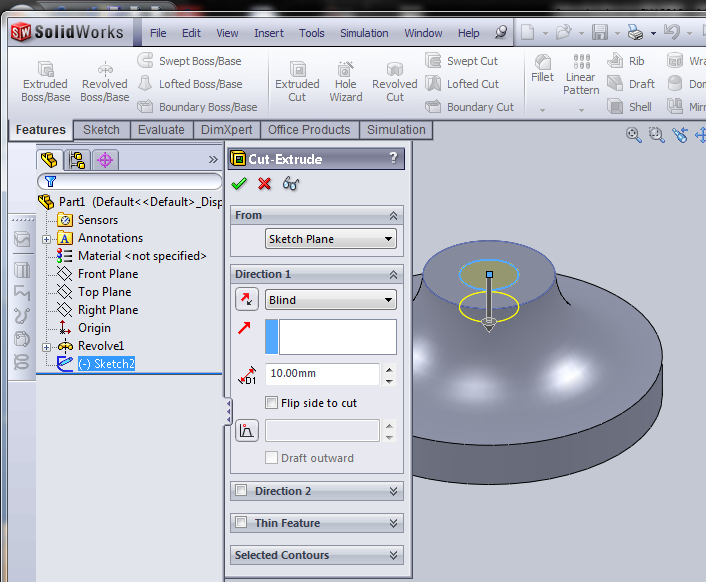 SW SolidWorks File Edit View Insert Tools Simulation Window Help
Extruded Boss/Base
Revolved Boss/Base
Swept Boss/Base
Lofted Boss/Base
Boundary Boss/Base
Extruded Cut
Hole Wizard
Revolved Cut
Swept Cut
Lofted Cut
Boundary Cut
Fillet
Linear Pattern
Rib
Draft
Shell
Features Sketch Evaluate DimXpert Office Products Simulation
Part1 (Default<<Default>_Disp
Sensors
A Annotations
Material <not specified>
Front Plane
Top Plane
Right Plane
Origin
Revolve1
(-) Sketch2
Cut-Extrude ?
From
Sketch Plane
Direction 1
Blind
D1 10.00mm
Flip side to cut
Draft outward
Direction 2
Thin Feature
Selected Contours